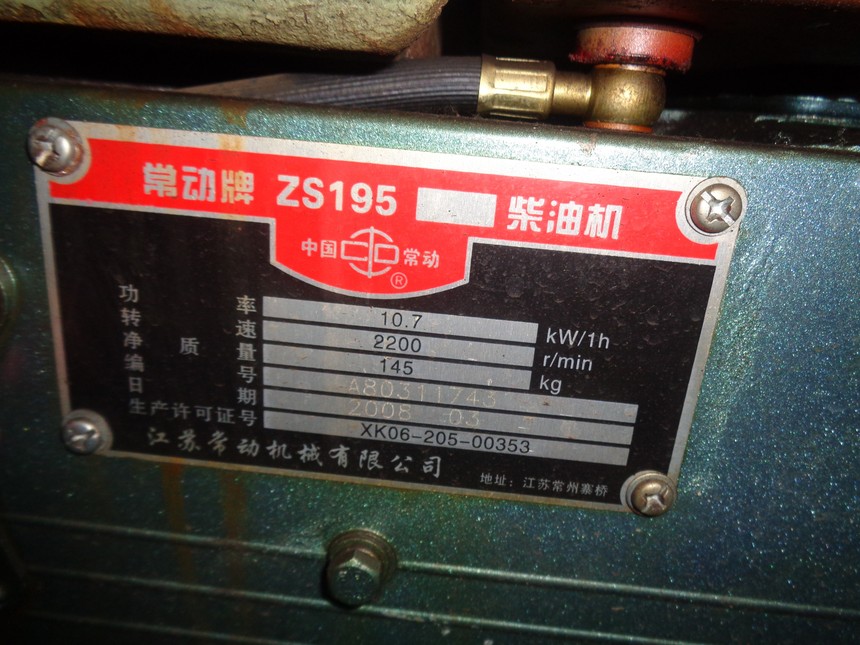 常动牌 ZS195 柴油机
中国 常动 ®
功率 10.7 kW/1h
转速 2200 r/min
净质量 145 kg
编号 A80311743
日期 2008 03
生产许可证号 XK06-205-00353
江苏常动机械有限公司
地址：江苏常州寨桥